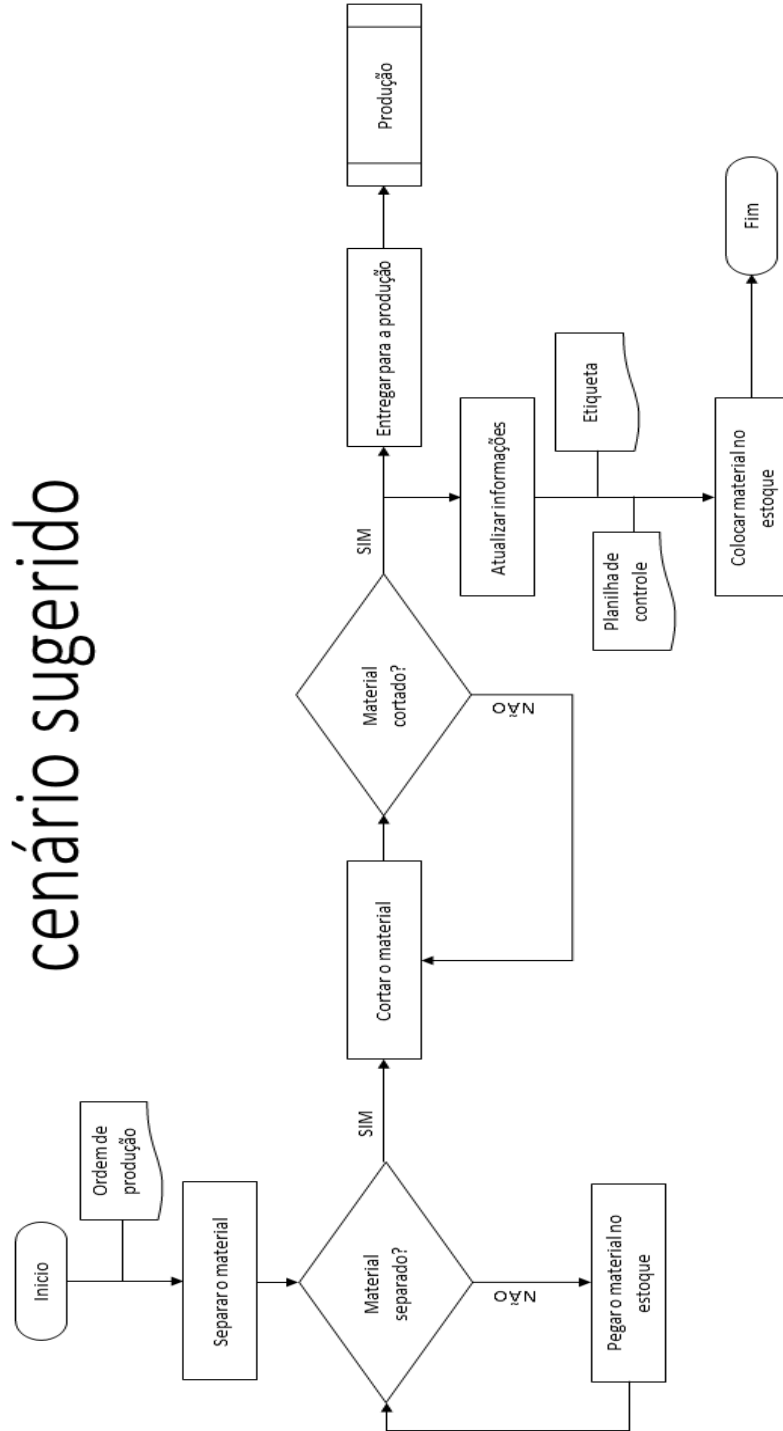 cenário sugerido
Inicio
Ordem de
produção
Separar o material
Material
separado?
NÃO
Pegar o material no
estoque
SIM
Cortar o material
Material
cortado?
NÃO
SIM
Entregar para a produção
Produção
Atualizar informações
Etiqueta
Planilha de
controle
Colocar material no
estoque
Fim